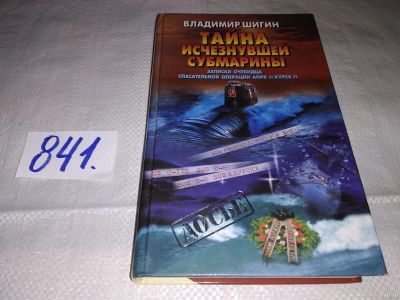 ВЛАДИМИР ШИГИН
ТАЙНА
ИСЧЕЗНУВШЕЙ
СУБМАРИНЫ
ЗАПИСКИ ОЧЕВИДЦА
СПАСАТЕЛЬНОЙ ОПЕРАЦИИ АПРК «КУРСК»
841.
ДОСЬЕ